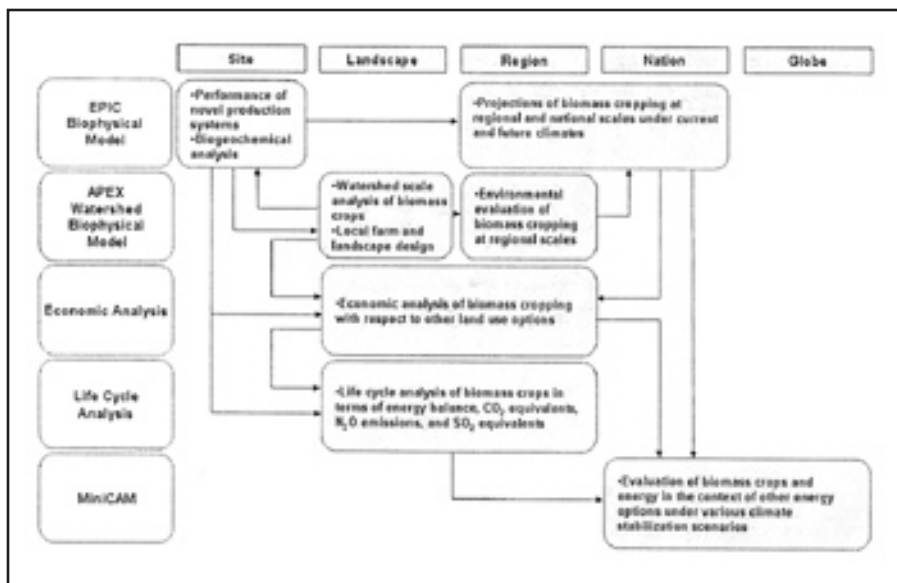 Site
Landscape
Region
Nation
Globe
EPIC
Biophysical
Model
•Performance of
novel production
systems
•Biogeochemical
analysis
•Projections of biomass cropping at
regional and national scales under current
and future climates
APEX
Watershed
Biophysical
Model
•Watershed scale
analysis of biomass
crops
•Local farm and
landscape design
•Environmental
evaluation of
biomass cropping
at regional scales
Economic Analysis
•Economic analysis of biomass cropping
with respect to other land use options
Life Cycle
Analysis
•Life cycle analysis of biomass crops in
terms of energy balance, CO₂ equivalents,
N₂O emissions, and SO₂ equivalents
MiniCAM
•Evaluation of biomass crops and
energy in the context of other energy
options under various climate
stabilization scenarios